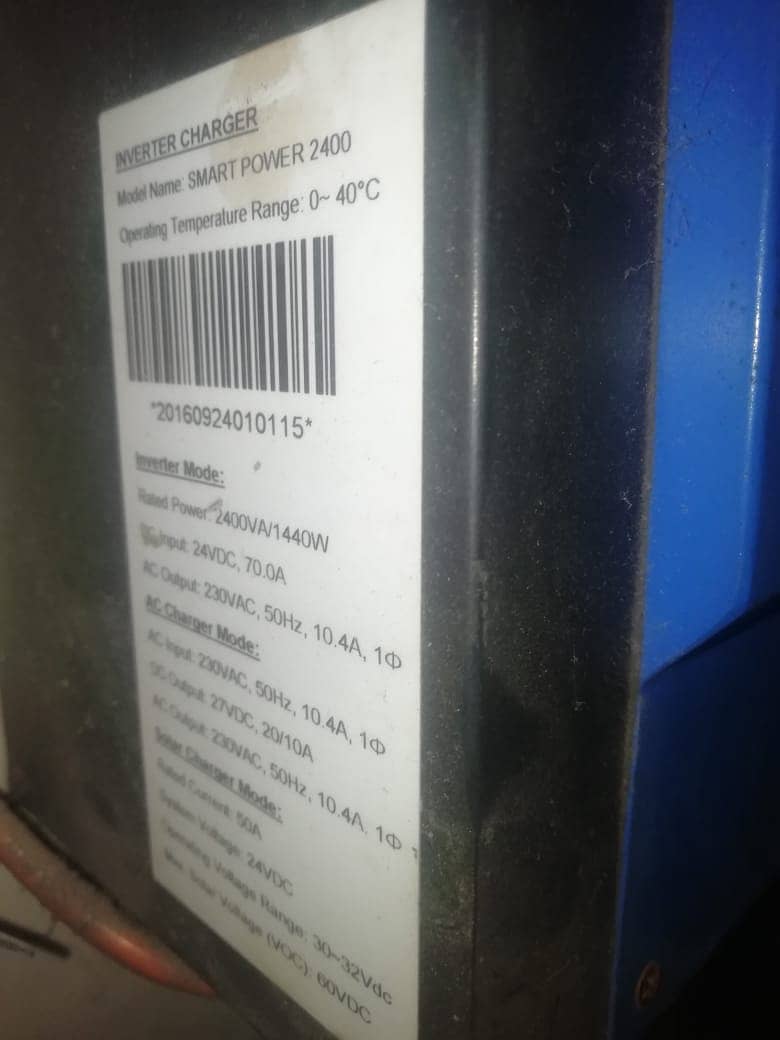 INVERTER CHARGER
Model Name: SMART POWER 2400
Operating Temperature Range: 0~ 40°C
*20160924010115*
Inverter Mode:
Rated Power: 2400VA/1440W
DC Input: 24VDC, 70.0A
AC Output: 230VAC, 50Hz, 10.4A, 1Φ
AC Charger Mode:
AC Input: 230VAC, 50Hz, 10.4A, 1Φ
DC Output: 27VDC, 20/10A
AC Output: 230VAC, 50Hz, 10.4A. 1Φ
Solar Charger Mode:
Rated Current: 50A
System Voltage: 24VDC
Operating Voltage Range: 30~32Vdc
Max. Solar Voltage (VOC): 60VDC